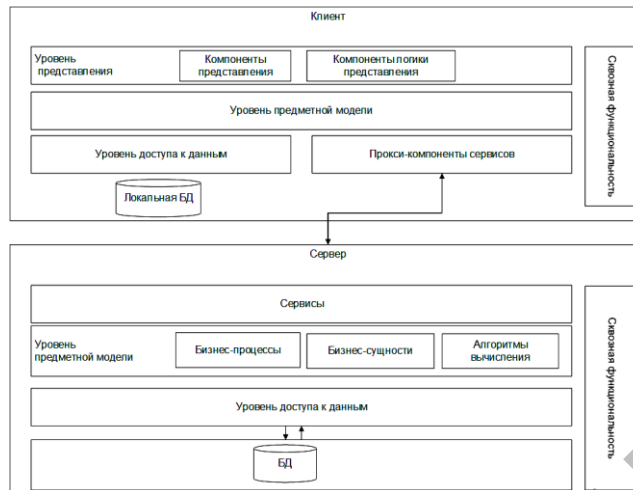 Клиент
Уровень
представления
Компоненты
представления
Компоненты логики
представления
Уровень предметной модели
Уровень доступа к данным
Прокси-компоненты сервисов
Локальная БД
Сквозная функциональность
Сервер
Сервисы
Уровень
предметной модели
Бизнес-процессы
Бизнес-сущности
Алгоритмы
вычисления
Уровень доступа к данным
БД
Сквозная функциональность